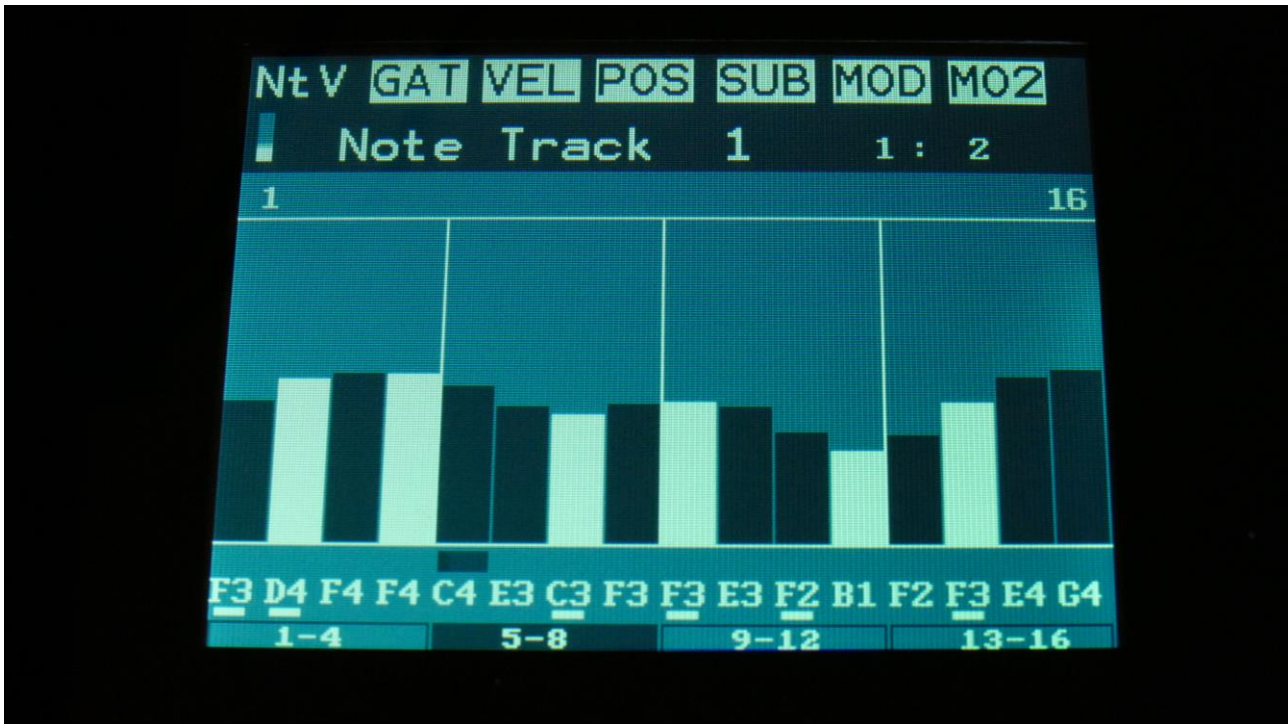 NtV GAT VEL POS SUB MOD MO2
Note Track 1 1: 2
1 16
F3 D4 F4 F4 C4 E3 C3 F3 F3 E3 F2 B1 F2 F3 E4 G4
1-4 5-8 9-12 13-16